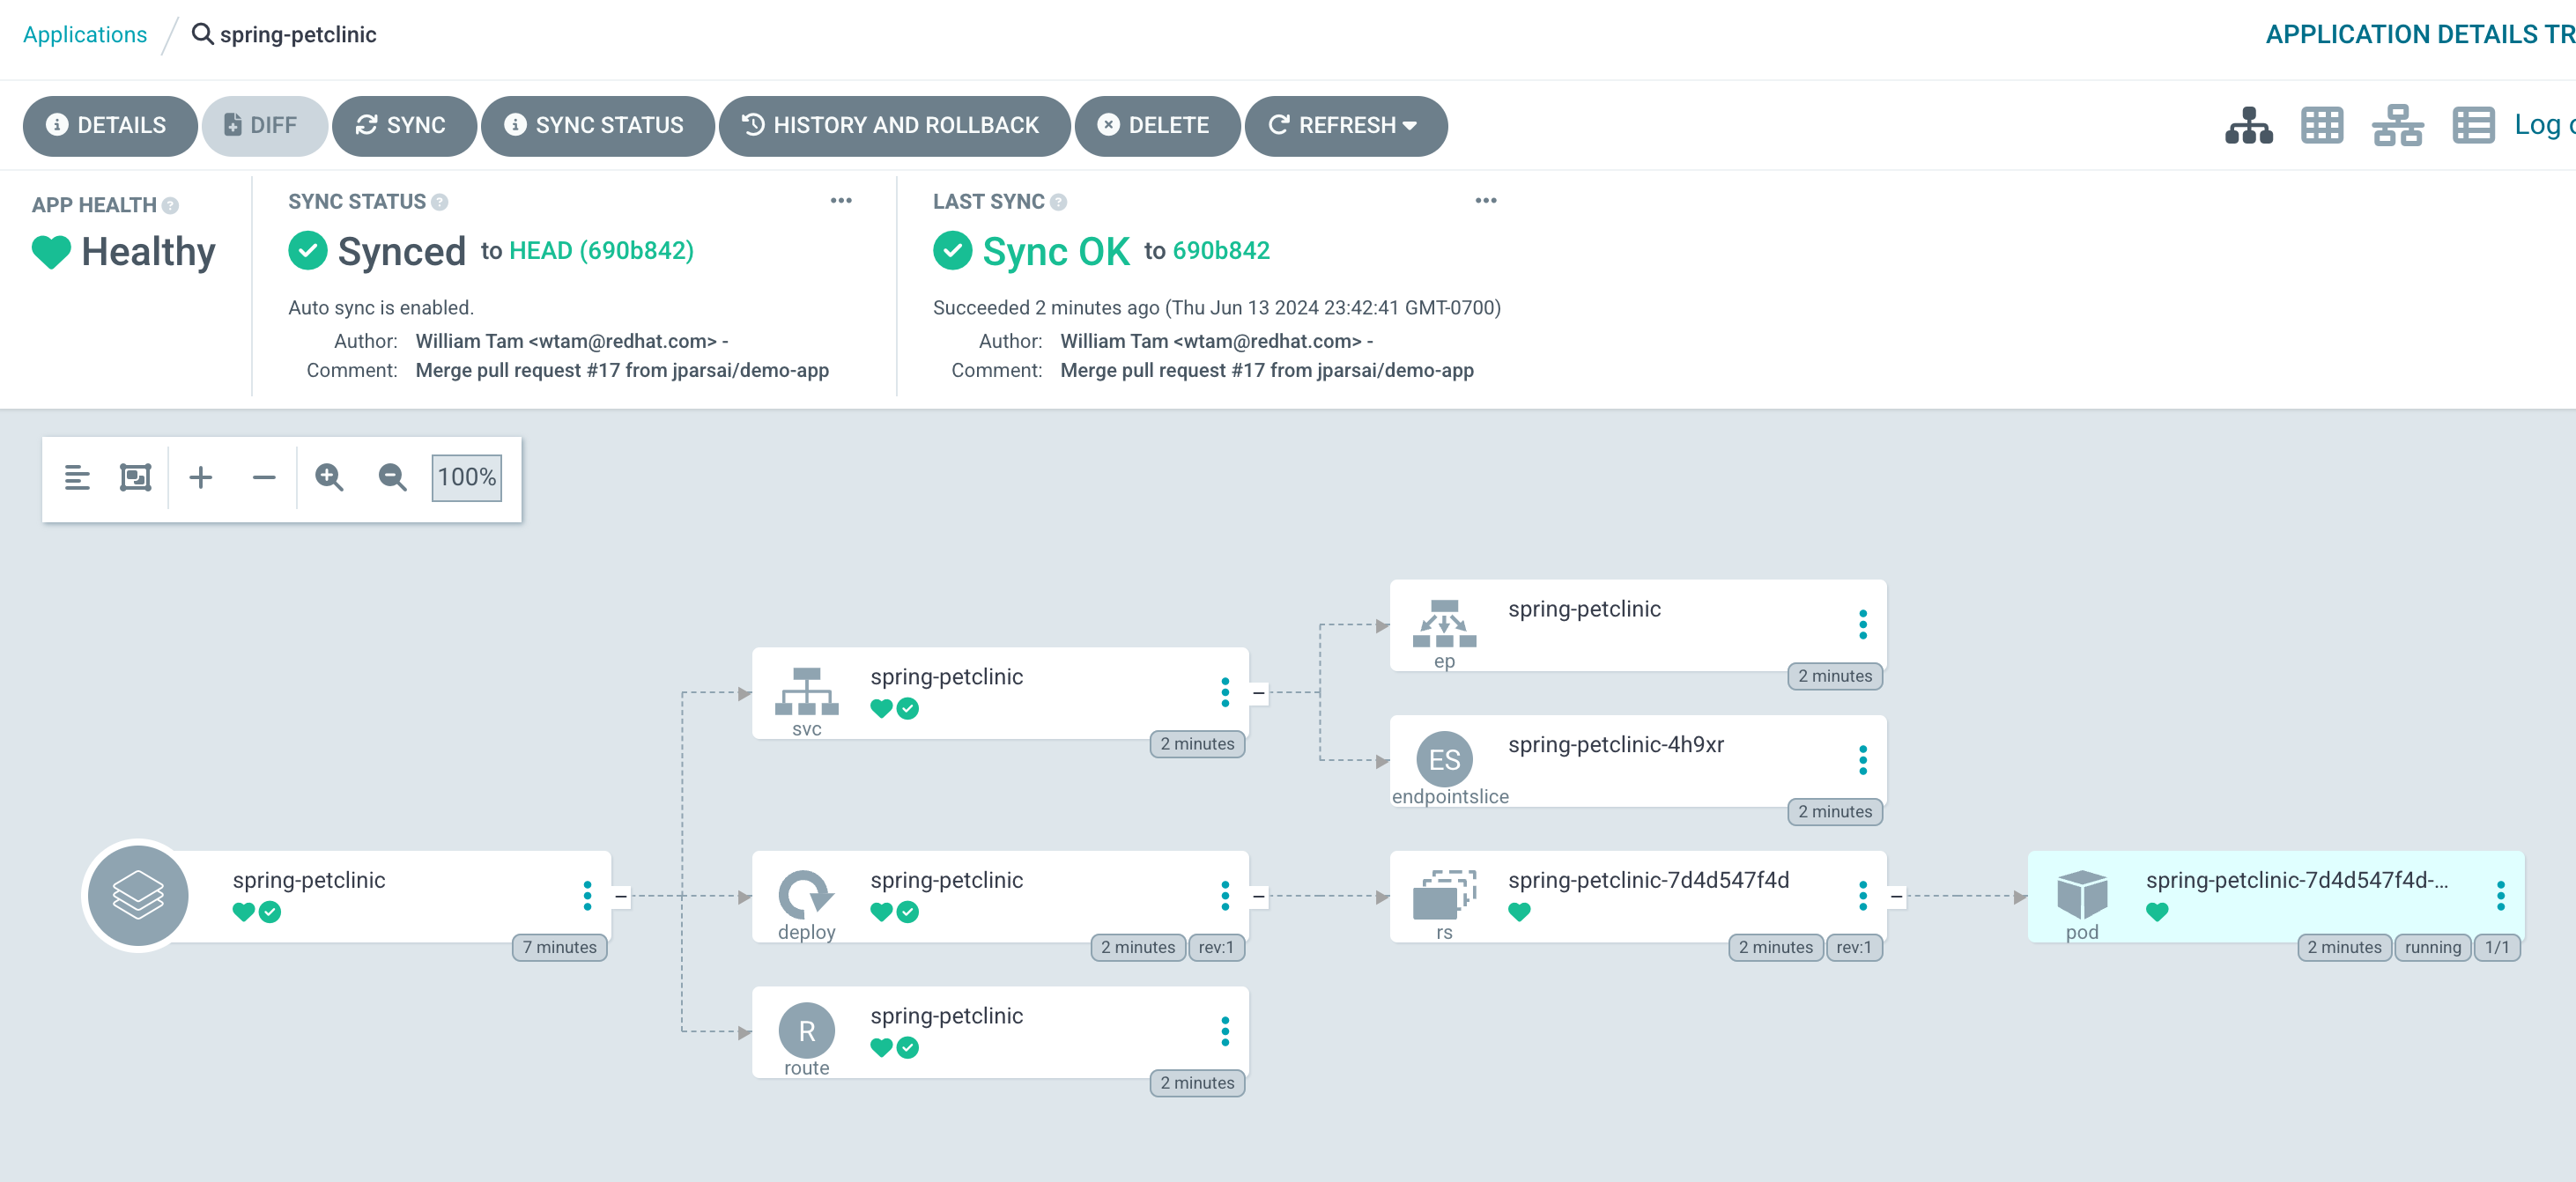 Applications / spring-petclinic
APPLICATION DETAILS TR
DETAILS DIFF SYNC SYNC STATUS HISTORY AND ROLLBACK DELETE REFRESH
Log
APP HEALTH ?
Healthy
SYNC STATUS ?
Synced to HEAD (690b842)
Auto sync is enabled.
Author: William Tam <wtam@redhat.com> -
Comment: Merge pull request #17 from jparsai/demo-app
LAST SYNC ?
Sync OK to 690b842
Succeeded 2 minutes ago (Thu Jun 13 2024 23:42:41 GMT-0700)
Author: William Tam <wtam@redhat.com> -
Comment: Merge pull request #17 from jparsai/demo-app
100%
spring-petclinic
ep
2 minutes
spring-petclinic
svc
2 minutes
spring-petclinic-4h9xr
ES
endpointslice
2 minutes
spring-petclinic
7 minutes
spring-petclinic
deploy
2 minutes rev:1
spring-petclinic-7d4d547f4d
rs
2 minutes rev:1
spring-petclinic-7d4d547f4d-...
pod
2 minutes running 1/1
spring-petclinic
R
route
2 minutes